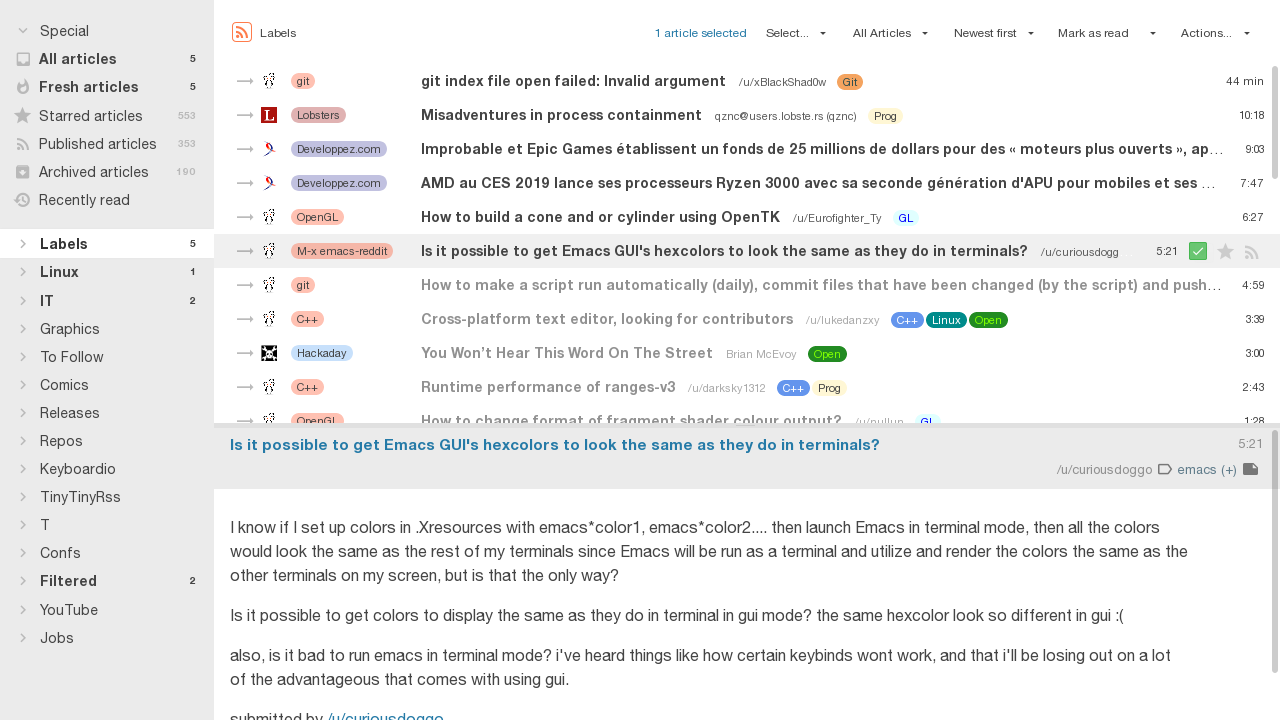 Special
All articles 5
Fresh articles 5
Starred articles 553
Published articles 353
Archived articles 190
Recently read
Labels 5
Linux 1
IT 2
Graphics
To Follow
Comics
Releases
Repos
Keyboardio
TinyTinyRss
T
Confs
Filtered 2
YouTube
Jobs
Labels 1 article selected Select... All Articles Newest first Mark as read Actions...
git git index file open failed: Invalid argument /u/xBlackShad0w Git 44 min
Lobsters Misadventures in process containment qznc@users.lobste.rs (qznc) Prog 10:18
Developpez.com Improbable et Epic Games établissent un fonds de 25 millions de dollars pour des « moteurs plus ouverts », ap… 9:03
Developpez.com AMD au CES 2019 lance ses processeurs Ryzen 3000 avec sa seconde génération d'APU pour mobiles et ses … 7:47
OpenGL How to build a cone and or cylinder using OpenTK /u/Eurofighter_Ty GL 6:27
M-x emacs-reddit Is it possible to get Emacs GUI's hexcolors to look the same as they do in terminals? /u/curiousdogg 5:21
git How to make a script run automatically (daily), commit files that have been changed (by the script) and push… 4:59
C++ Cross-platform text editor, looking for contributors /u/lukedanzxy C++ Linux Open 3:39
Hackaday You Won’t Hear This Word On The Street Brian McEvoy Open 3:00
C++ Runtime performance of ranges-v3 /u/darksky1312 C++ Prog 2:43
OpenGL How to change format of fragment shader colour output? /u/nullun GL 1:28
Is it possible to get Emacs GUI's hexcolors to look the same as they do in terminals? 5:21
/u/curiousdoggo emacs (+)
I know if I set up colors in .Xresources with emacs*color1, emacs*color2.... then launch Emacs in terminal mode, then all the colors
would look the same as the rest of my terminals since Emacs will be run as a terminal and utilize and render the colors the same as the
other terminals on my screen, but is that the only way?
Is it possible to get colors to display the same as they do in terminal in gui mode? the same hexcolor look so different in gui :(
also, is it bad to run emacs in terminal mode? i've heard things like how certain keybinds wont work, and that i'll be losing out on a lot
of the advantageous that comes with using gui.
submitted by /u/curiousdoggo